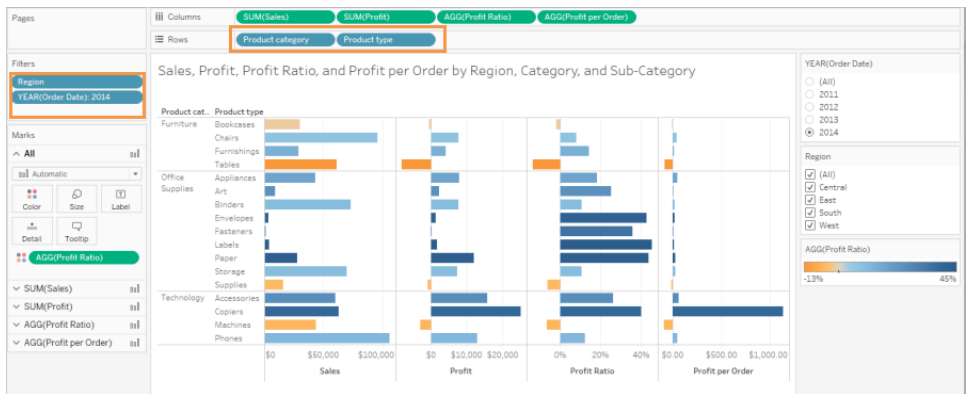 Pages
Columns SUM(Sales) SUM(Profit) AGG(Profit Ratio) AGG(Profit per Order)
Rows Product category Product type
Filters
Region
YEAR(Order Date): 2014
Marks
All
Automatic
Color Size Label
Detail Tooltip
AGG(Profit Ratio)
SUM(Sales)
SUM(Profit)
AGG(Profit Ratio)
AGG(Profit per Order)
Sales, Profit, Profit Ratio, and Profit per Order by Region, Category, and Sub-Category
Product cat.. Product type
Furniture Bookcases
Chairs
Furnishings
Tables
Office Supplies Appliances
Art
Binders
Envelopes
Fasteners
Labels
Paper
Storage
Supplies
Technology Accessories
Copiers
Machines
Phones
$0 $50,000 $100,000 $0 $10,000 $20,000 0% 20% 40% $0.00 $500.00 $1,000.00
Sales Profit Profit Ratio Profit per Order
YEAR(Order Date)
(All)
2011
2012
2013
2014
Region
(All)
Central
East
South
West
AGG(Profit Ratio)
-13% 45%